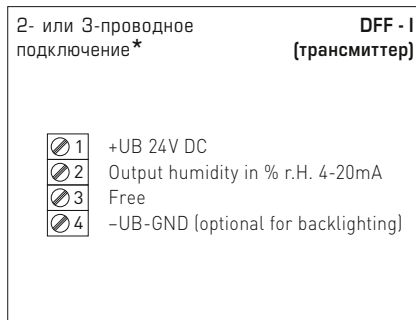 2- или 3-проводное DFF - I
подключение* (трансмиттер)
1 +UB 24V DC
2 Output humidity in % r.H. 4-20mA
3 Free
4 –UB-GND (optional for backlighting)